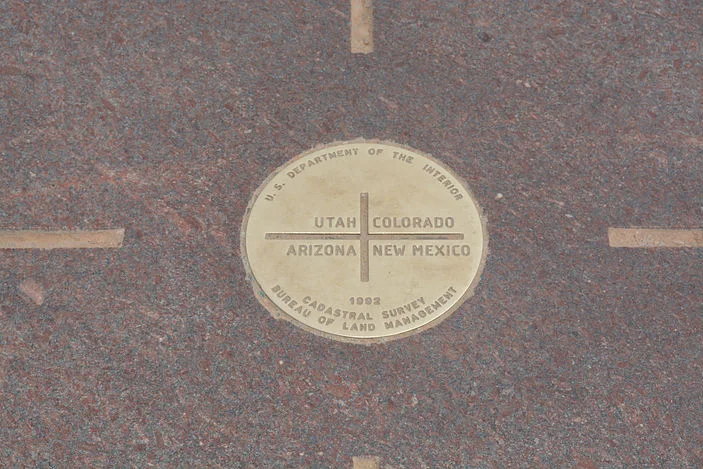 U.S. DEPARTMENT OF THE INTERIOR
UTAH COLORADO
ARIZONA NEW MEXICO
1992
CADASTRAL SURVEY
BUREAU OF LAND MANAGEMENT